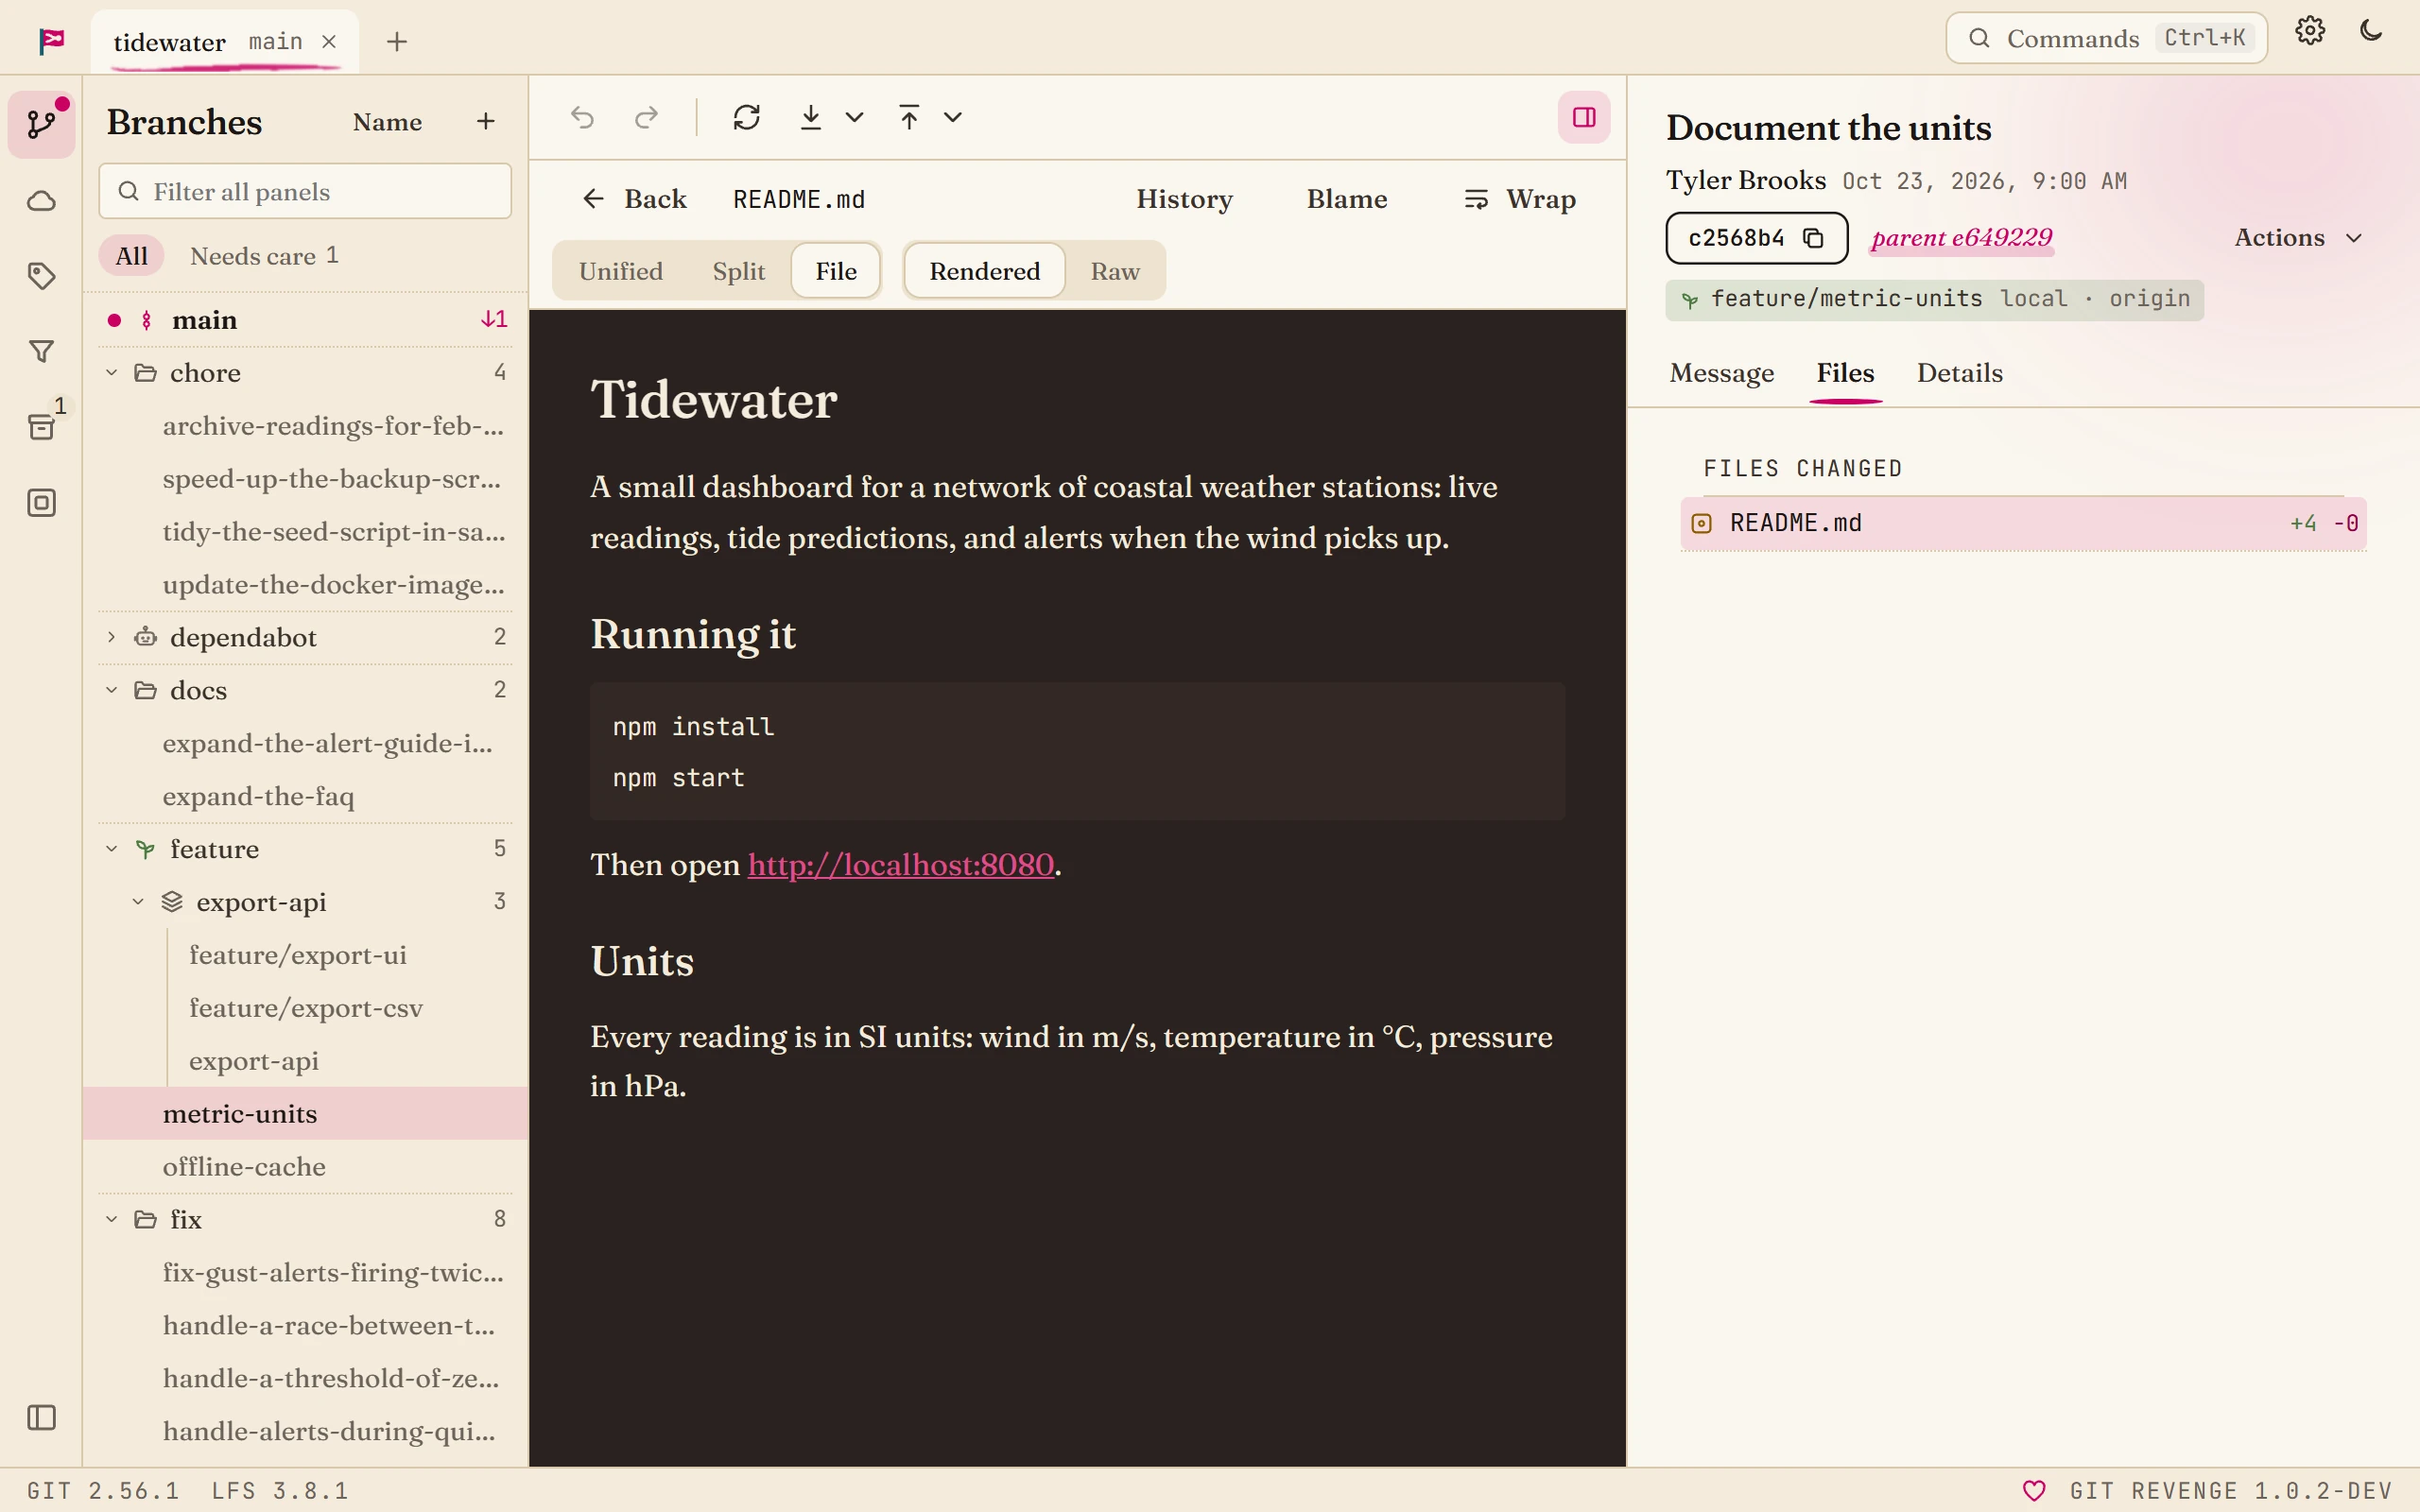 tidewater main
Commands Ctrl+K
Branches Name
Filter all panels
All Needs care 1
main ↓1
chore 4
archive-readings-for-feb-...
speed-up-the-backup-scr...
tidy-the-seed-script-in-sa...
update-the-docker-image...
dependabot 2
docs 2
expand-the-alert-guide-i...
expand-the-faq
feature 5
export-api 3
feature/export-ui
feature/export-csv
export-api
metric-units
offline-cache
fix 8
fix-gust-alerts-firing-twic...
handle-a-race-between-t...
handle-a-threshold-of-ze...
handle-alerts-during-qui...
1
Back README.md History Blame Wrap
Unified Split File Rendered Raw
Tidewater
A small dashboard for a network of coastal weather stations: live
readings, tide predictions, and alerts when the wind picks up.
Running it
npm install
npm start
Then open http://localhost:8080.
Units
Every reading is in SI units: wind in m/s, temperature in °C, pressure
in hPa.
Document the units
Tyler Brooks Oct 23, 2026, 9:00 AM
c2568b4 parent e649229 Actions
feature/metric-units local · origin
Message Files Details
FILES CHANGED
README.md +4 -0
GIT 2.56.1 LFS 3.8.1
GIT REVENGE 1.0.2-DEV